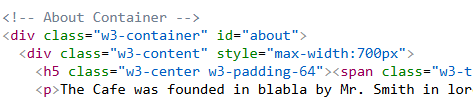 <!-- About Container -->
<div class="w3-container" id="about">
<div class="w3-content" style="max-width:700px">
<h5 class="w3-center w3-padding-64"><span class="w3-t
<p>The Cafe was founded in blabla by Mr. Smith in lor